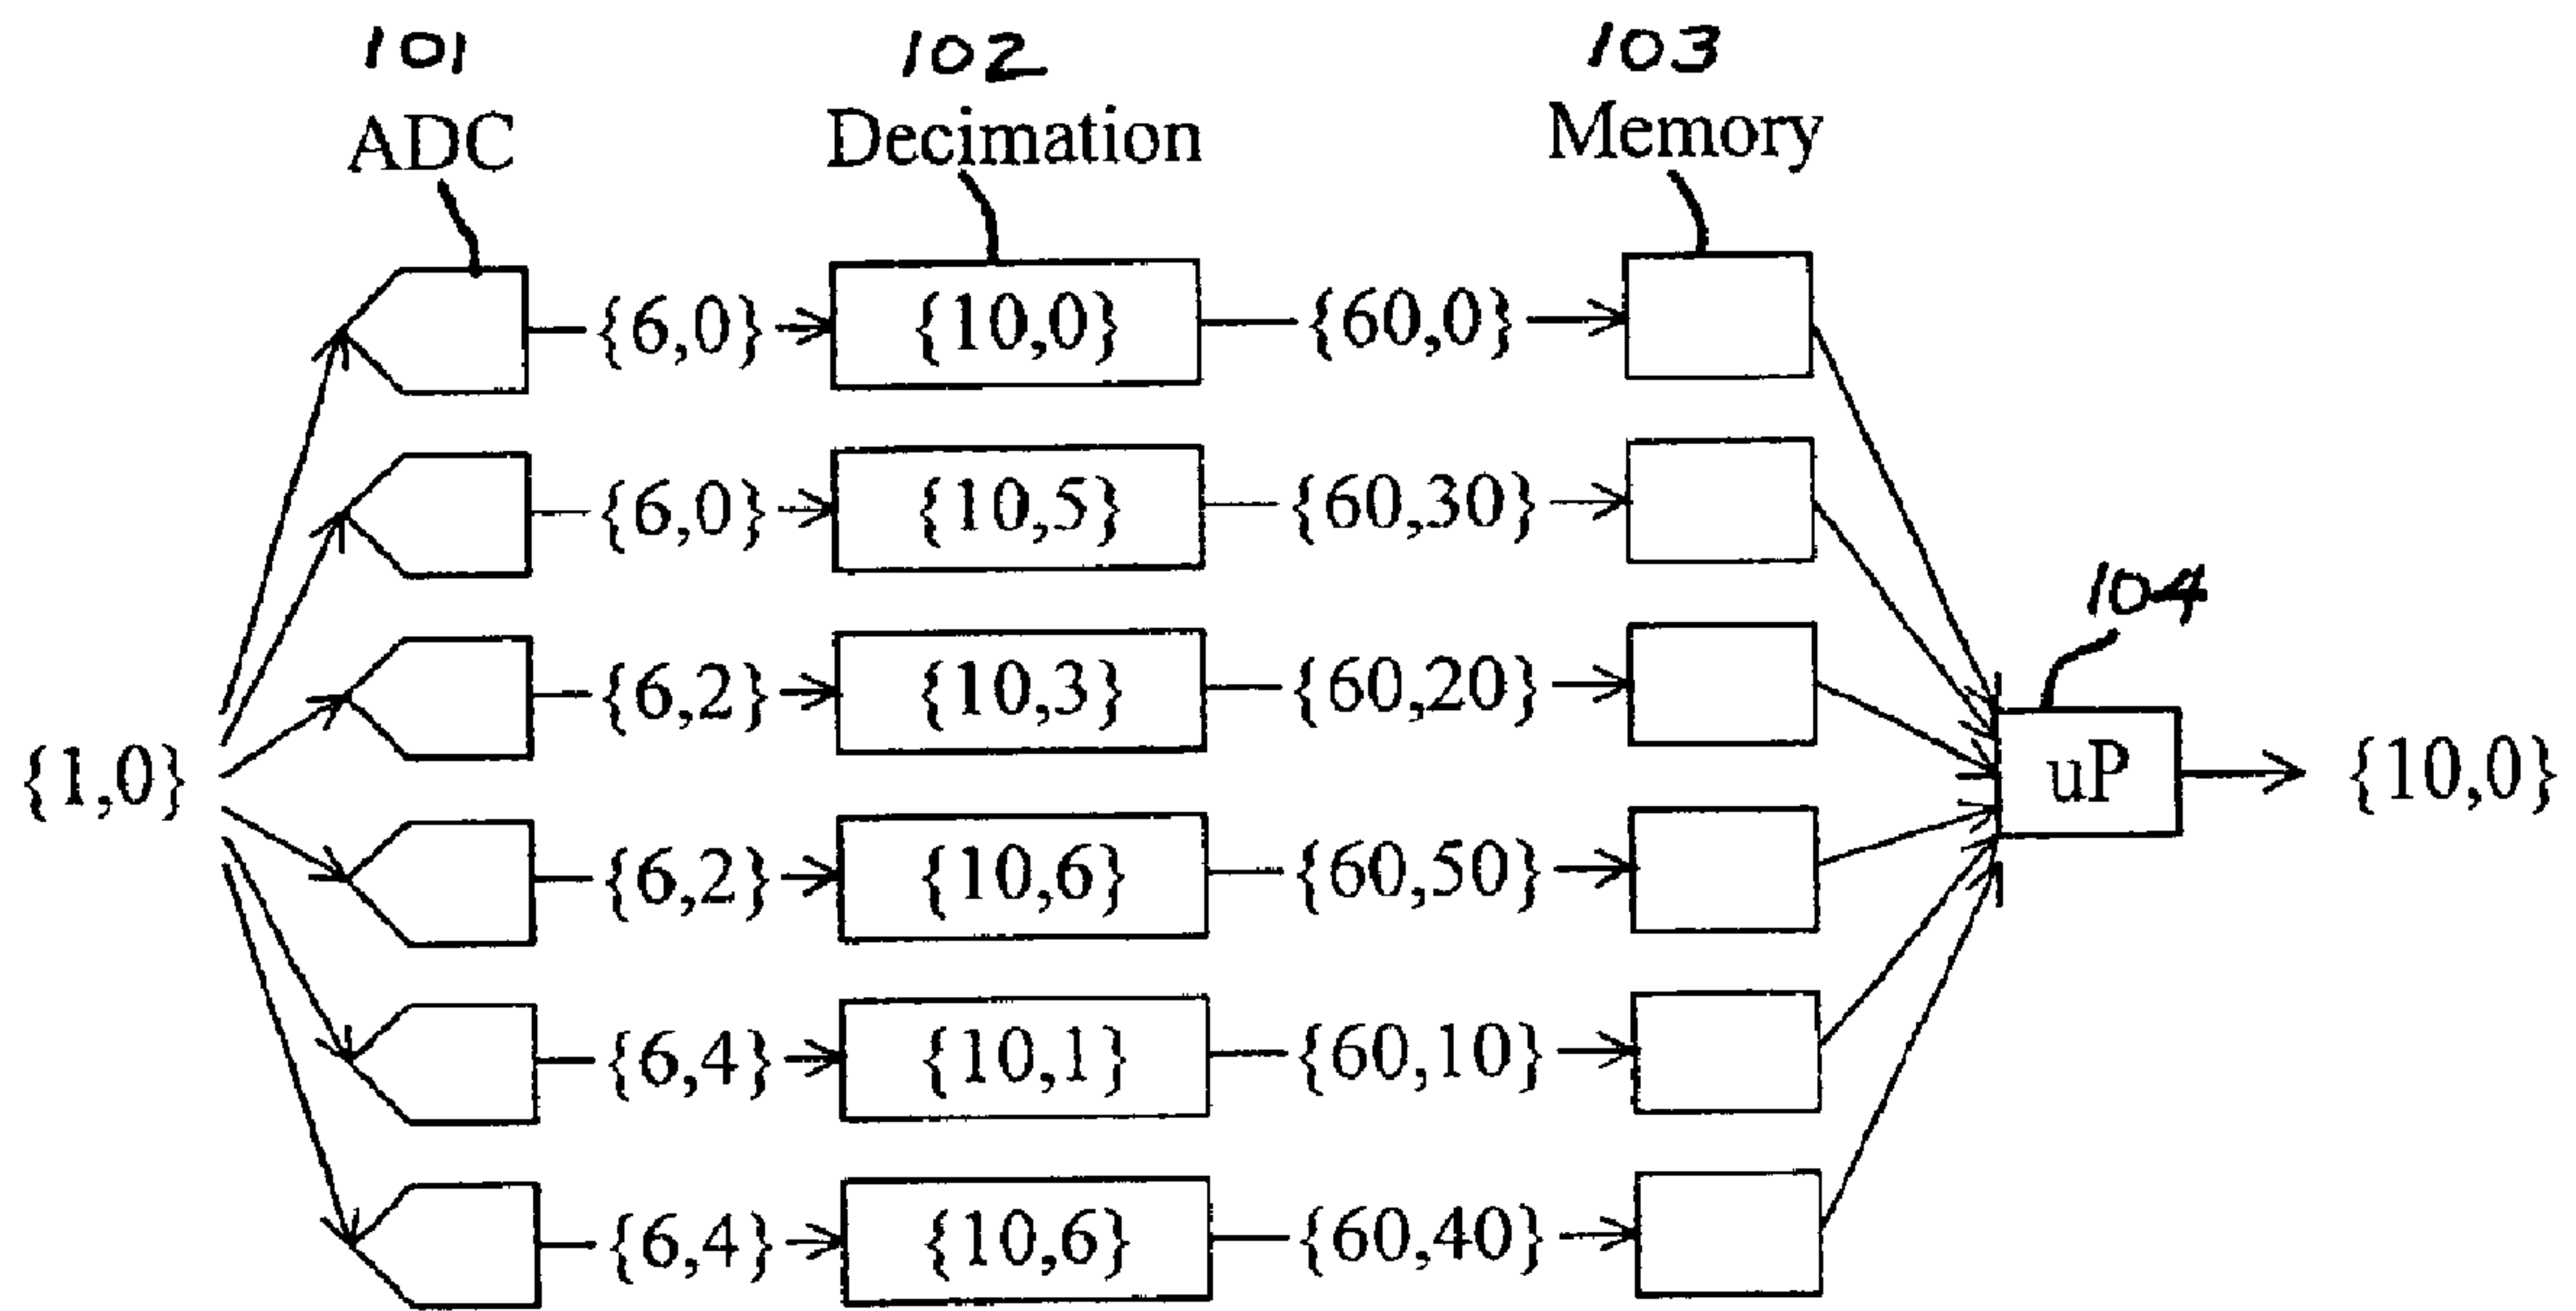 101 102 103
ADC Decimation Memory
{6,0} {10,0} {60,0}
{6,0} {10,5} {60,30}
104
{6,2} {10,3} {60,20}
{1,0} uP {10,0}
{6,2} {10,6} {60,50}
{6,4} {10,1} {60,10}
{6,4} {10,6} {60,40}